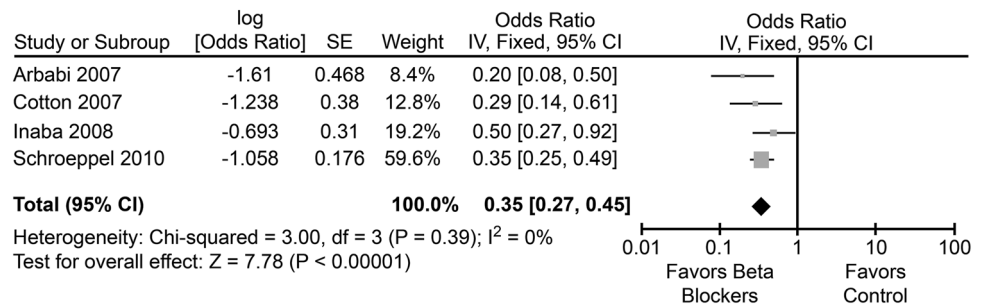 log Odds Ratio Odds Ratio
Study or Subgroup [Odds Ratio] SE Weight IV, Fixed, 95% CI IV, Fixed, 95% CI
Arbabi 2007 -1.61 0.468 8.4% 0.20 [0.08, 0.50]
Cotton 2007 -1.238 0.38 12.8% 0.29 [0.14, 0.61]
Inaba 2008 -0.693 0.31 19.2% 0.50 [0.27, 0.92]
Schroeppel 2010 -1.058 0.176 59.6% 0.35 [0.25, 0.49]
Total (95% CI) 100.0% 0.35 [0.27, 0.45]
Heterogeneity: Chi-squared = 3.00, df = 3 (P = 0.39); I² = 0%
Test for overall effect: Z = 7.78 (P < 0.00001)
0.01 0.1 1 10 100
Favors Beta Favors
Blockers Control